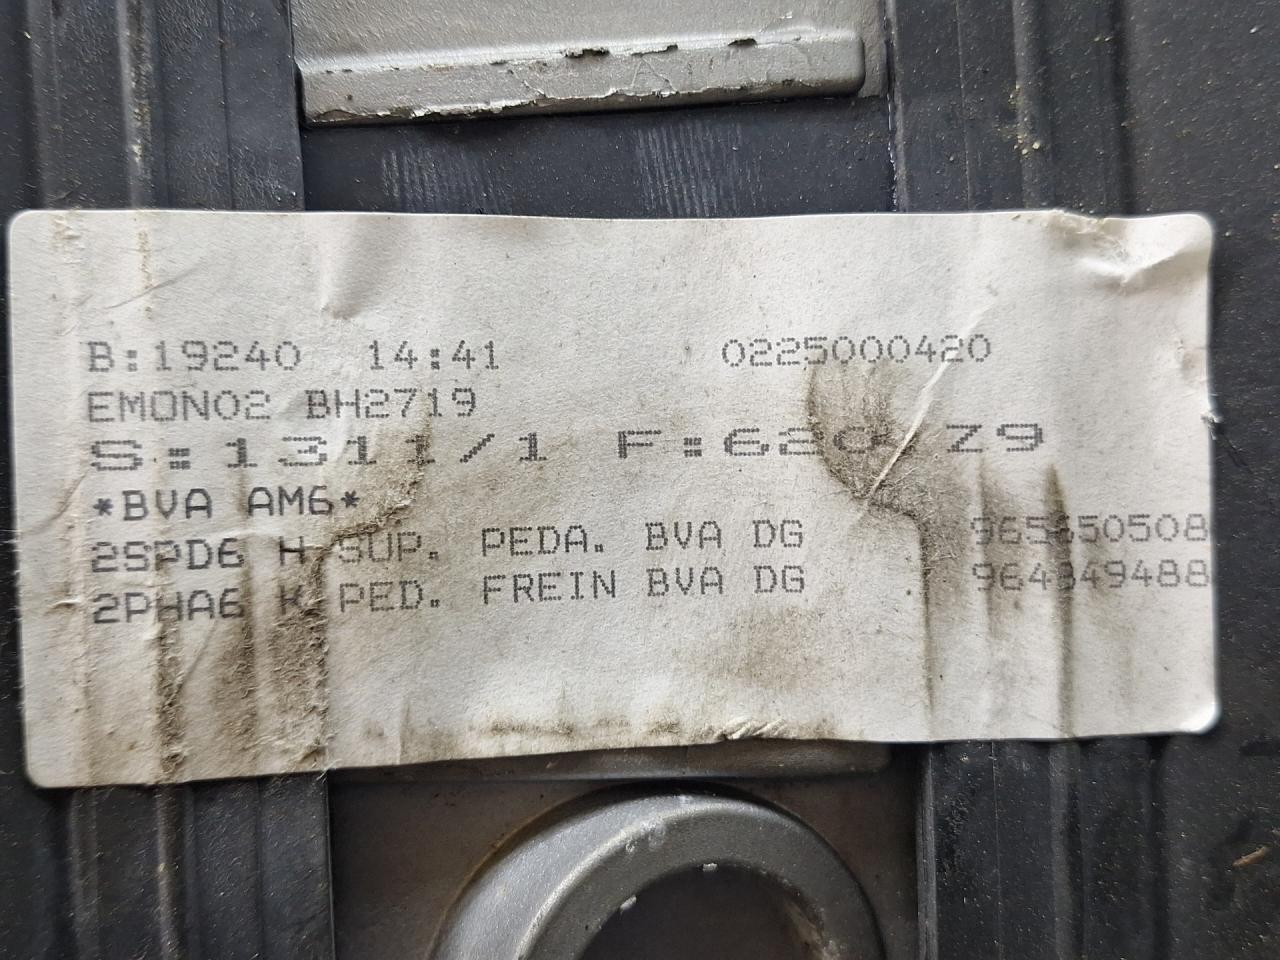 B:19240 14:41 0225000420
EMON02 BH2719
S:1311/1 F:620 Z9
*BVA AM6*
2SPD6 H SUP. PEDA. BVA DG
2PHA6 K PED. FREIN BVA DG